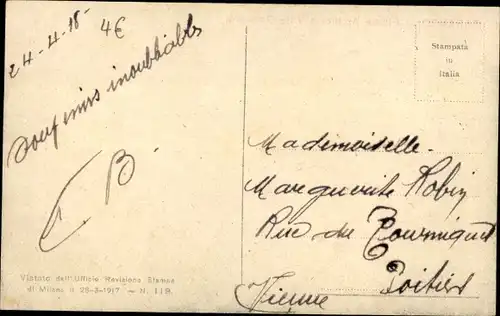 24-4-18-
4€
Souvenirs inoubliables
B.
Stampata
in
Italia
Mademoiselle.
Marguerite Robin
Rue du
Poitiers
Vienne
Vistato dall'Ufficio Revisione Stampa
di Milano il 28-3-1917 - N. 119.